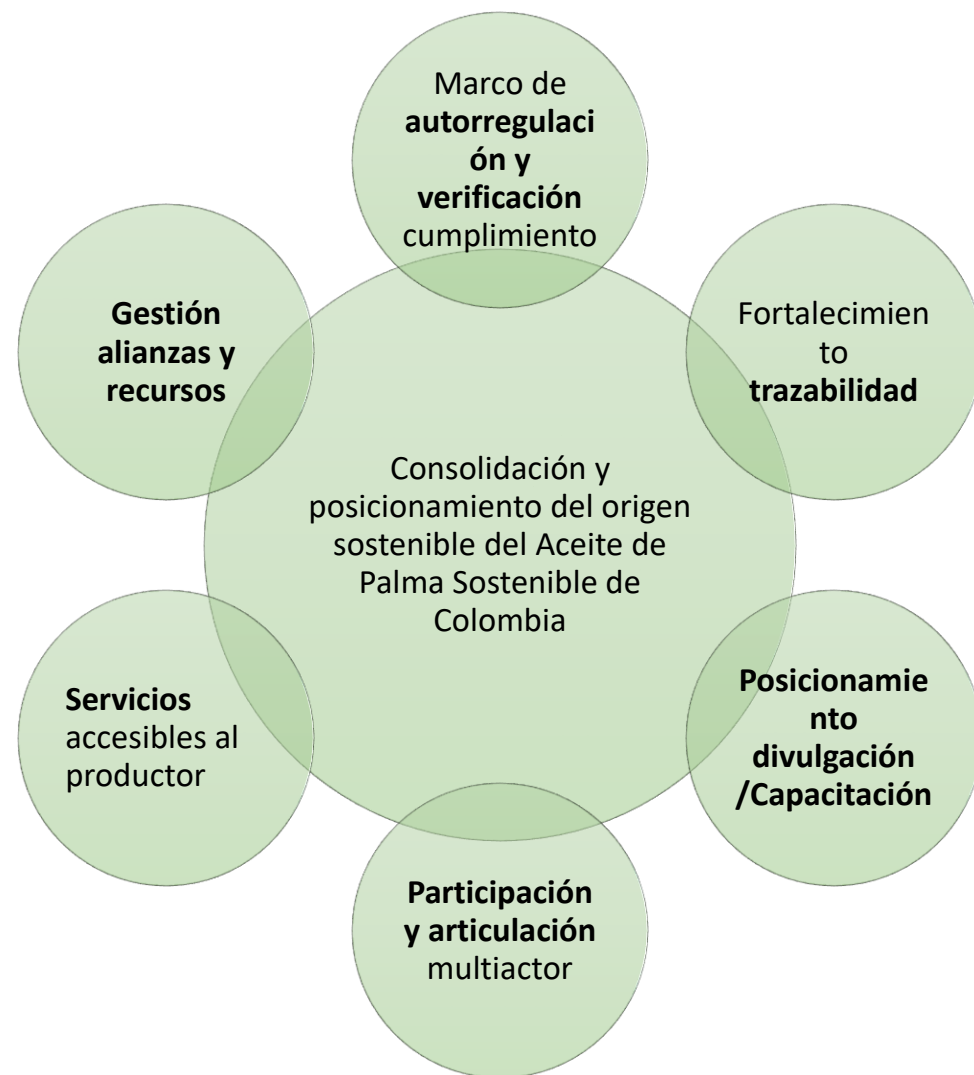 Marco de
autorregulaci
ón y
verificación
cumplimiento
Gestión
alianzas y
recursos
Fortalecimien
to
trazabilidad
Consolidación y
posicionamiento del origen
sostenible del Aceite de
Palma Sostenible de
Colombia
Servicios
accesibles al
productor
Posicionamie
nto
divulgación
/Capacitación
Participación
y articulación
multiactor